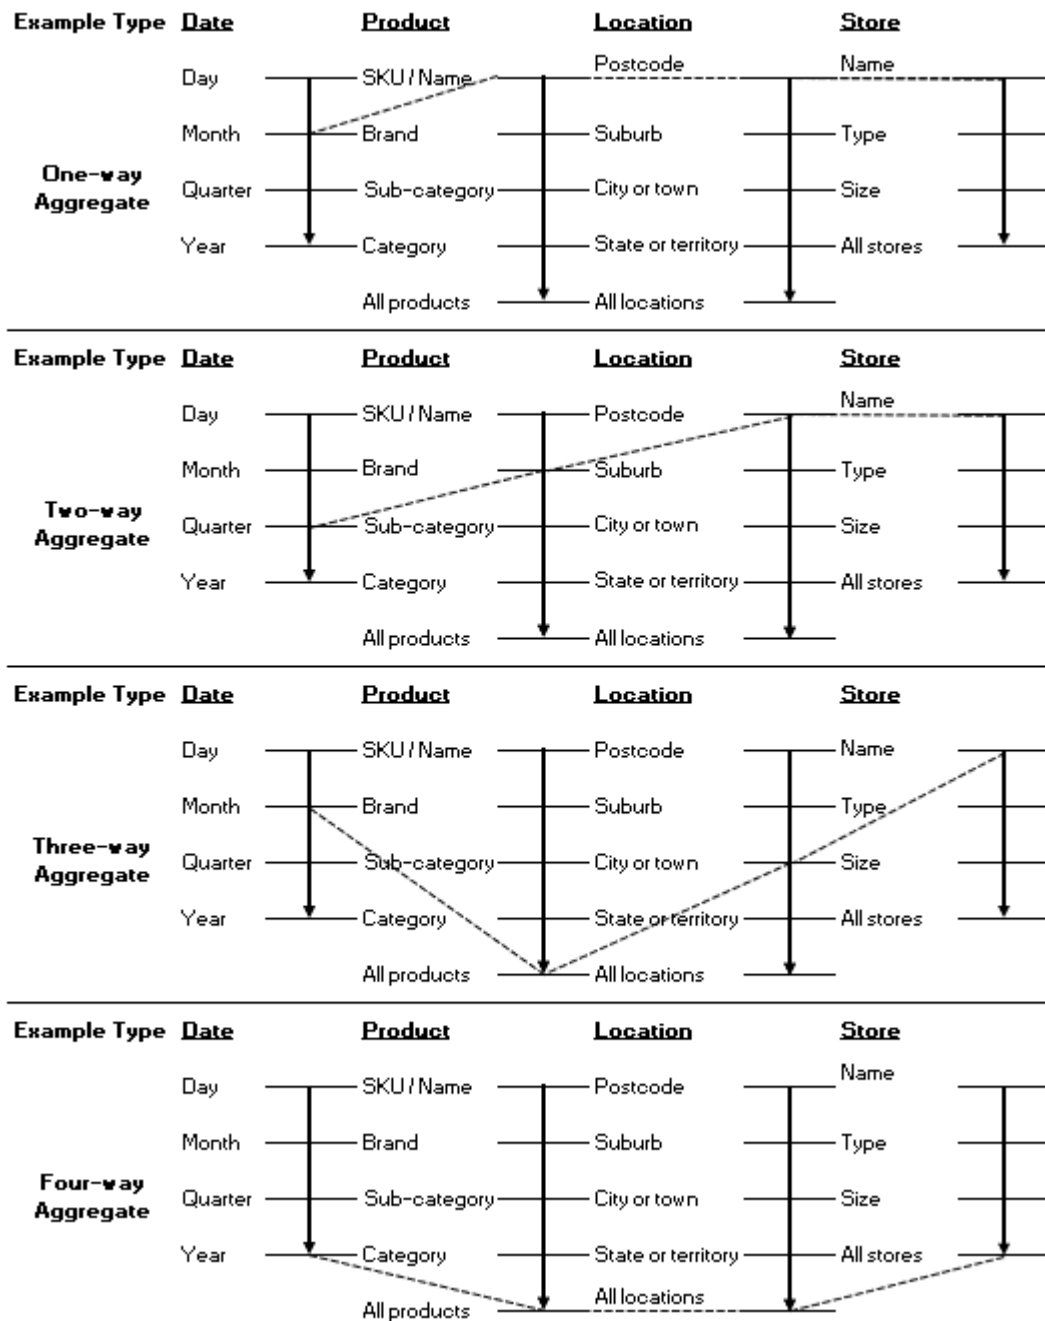 Example Type Date Product Location Store
Day SKU / Name Postcode Name
Month Brand Suburb Type
One-way Aggregate
Quarter Sub-category City or town Size
Year Category State or territory All stores
All products All locations
Example Type Date Product Location Store
Day SKU / Name Postcode Name
Month Brand Suburb Type
Two-way Aggregate
Quarter Sub-category City or town Size
Year Category State or territory All stores
All products All locations
Example Type Date Product Location Store
Day SKU / Name Postcode Name
Month Brand Suburb Type
Three-way Aggregate
Quarter Sub-category City or town Size
Year Category State or territory All stores
All products All locations
Example Type Date Product Location Store
Day SKU / Name Postcode Name
Month Brand Suburb Type
Four-way Aggregate
Quarter Sub-category City or town Size
Year Category State or territory All stores
All products All locations